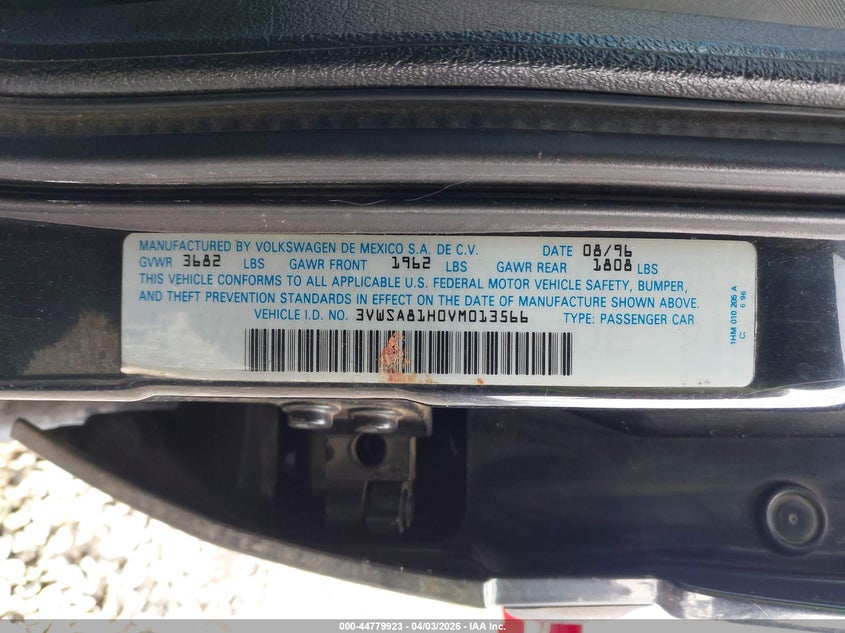 MANUFACTURED BY VOLKSWAGEN DE MEXICO S.A. DE C.V. DATE 08/96
GVWR 3682 LBS GAWR FRONT 1962 LBS GAWR REAR 1808 LBS
THIS VEHICLE CONFORMS TO ALL APPLICABLE U.S. FEDERAL MOTOR VEHICLE SAFETY, BUMPER,
AND THEFT PREVENTION STANDARDS IN EFFECT ON THE DATE OF MANUFACTURE SHOWN ABOVE.
VEHICLE I.D. NO. 3VWSA81H0VM013566 TYPE: PASSENGER CAR
1HM 010 205 A
C: 6 96
000-44779923 - 04/03/2026 - IAA Inc.